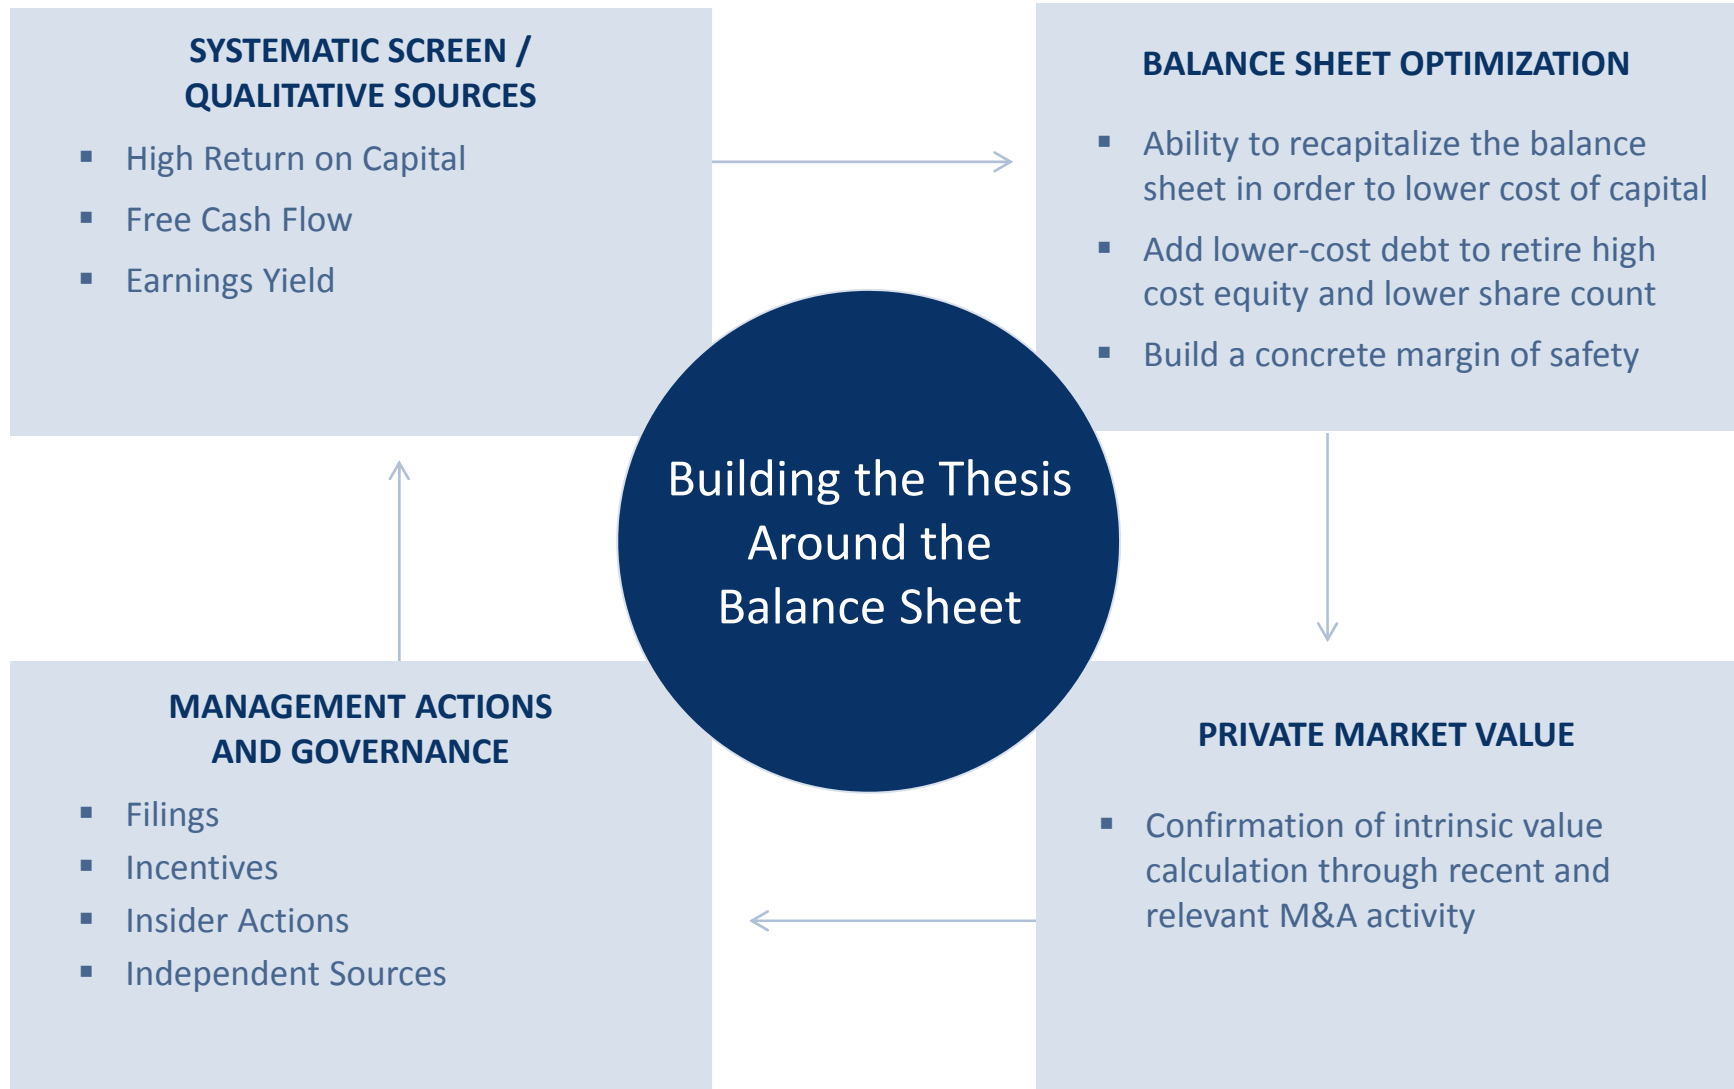 SYSTEMATIC SCREEN /
QUALITATIVE SOURCES
▪ High Return on Capital
▪ Free Cash Flow
▪ Earnings Yield
BALANCE SHEET OPTIMIZATION
▪ Ability to recapitalize the balance
sheet in order to lower cost of capital
▪ Add lower-cost debt to retire high
cost equity and lower share count
▪ Build a concrete margin of safety
Building the Thesis
Around the
Balance Sheet
MANAGEMENT ACTIONS
AND GOVERNANCE
▪ Filings
▪ Incentives
▪ Insider Actions
▪ Independent Sources
PRIVATE MARKET VALUE
▪ Confirmation of intrinsic value
calculation through recent and
relevant M&A activity